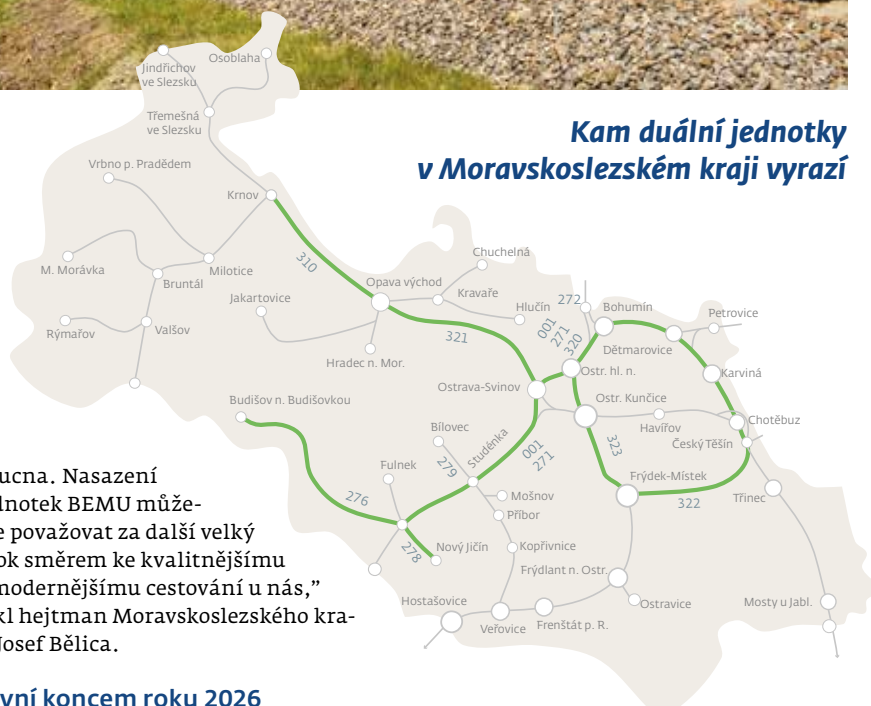 Kam duální jednotky
v Moravskoslezském kraji vyrazí
Osoblaha
Jindřichov
ve Slezsku
Třemešná
ve Slezsku
Vrbno p. Pradědem
Krnov
310
M. Morávka
Milotice
Bruntál
Rýmařov
Valšov
Jakartovice
Opava východ
Chuchelná
Kravaře
Hlučín
321
Hradec n. Mor.
272
Bohumín
Petrovice
001
271
320
Dětmarovice
Ostr. hl. n.
Karviná
Ostrava-Svinov
Ostr. Kunčice
Havířov
Chotěbuz
Český Těšín
Budišov n. Budišovkou
Bílovec
Studénka
001
271
323
279
Fulnek
276
Frýdek-Místek
322
Třinec
Mošnov
Příbor
278
Nový Jičín
Kopřivnice
Frýdlant n. Ostr.
Hostašovice
Veřovice
Frenštát p. R.
Ostravice
Mosty u Jabl.
ucna. Nasazení
dnotek BEMU může-
e považovat za další velký
ok směrem ke kvalitnějšímu
modernějšímu cestování u nás,”
kl hejtman Moravskoslezského kra-
Josef Bělica.
vní koncem roku 2026